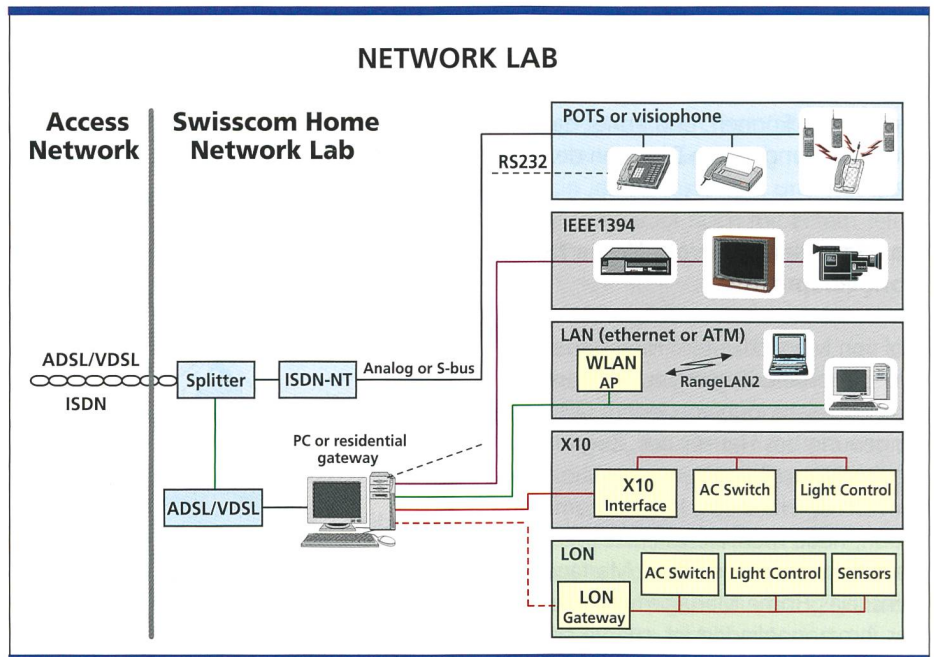 NETWORK LAB
Access
Network
Swisscom Home
Network Lab
POTS or visiophone
RS232
IEEE1394
LAN (ethernet or ATM)
WLAN
AP
RangeLAN2
ADSL/VDSL
ISDN
Splitter
ISDN-NT
Analog or S-bus
PC or residential
gateway
ADSL/VDSL
X10
X10
Interface
AC Switch
Light Control
LON
LON
Gateway
AC Switch
Light Control
Sensors